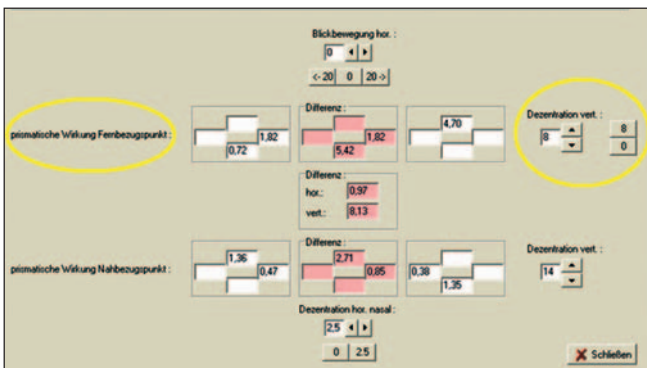 Blickbewegung hor. :
0
<- 20 0 20 ->
prismatische Wirkung Fernbezugspunkt :
1,82
0,72
Differenz :
1,82
5,42
4,70
Dezentration vert. :
8
8
0
Differenz :
hor.: 0,97
vert.: 8,13
prismatische Wirkung Nahbezugspunkt :
1,36
0,47
Differenz :
2,71
0,85
0,38
1,35
Dezentration vert. :
14
Dezentration hor. nasal :
2.5
0 2.5
Schließen